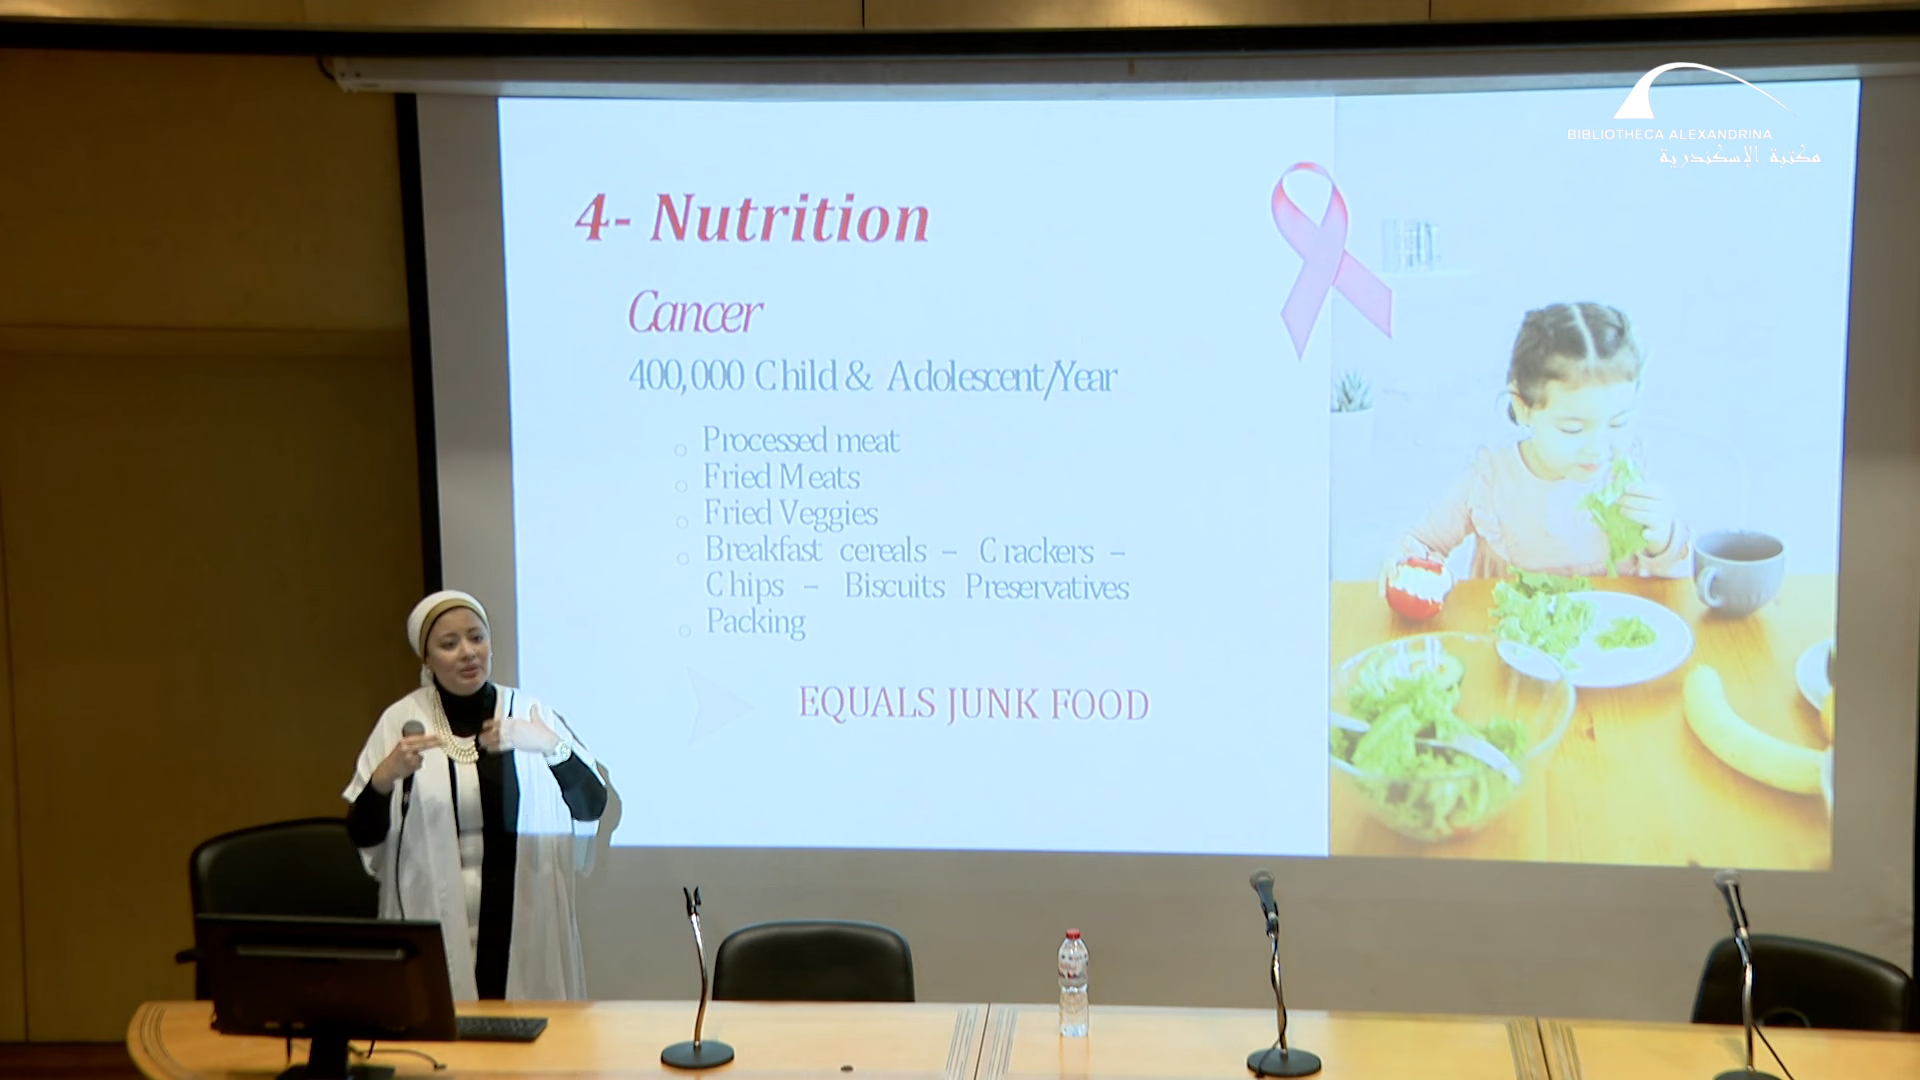 BIBLIOTHECA ALEXANDRINA
مكتبة الإسكندرية
4- Nutrition
Cancer
400,000 Child & Adolescent/Year
Processed meat
Fried Meats
Fried Veggies
Breakfast cereals – Crackers –
Chips – Biscuits Preservatives
Packing
EQUALS JUNK FOOD